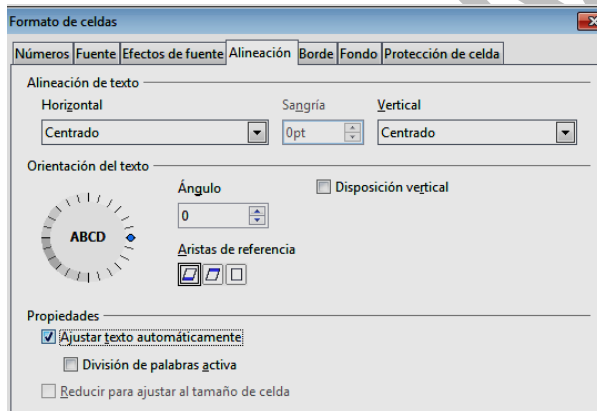 Formato de celdas
Números Fuente Efectos de fuente Alineación Borde Fondo Protección de celda
Alineación de texto
Horizontal Sangría Vertical
Centrado 0pt Centrado
Orientación del texto
Ángulo Disposición vertical
0
ABCD
Aristas de referencia
Propiedades
Ajustar texto automáticamente
División de palabras activa
Reducir para ajustar al tamaño de celda